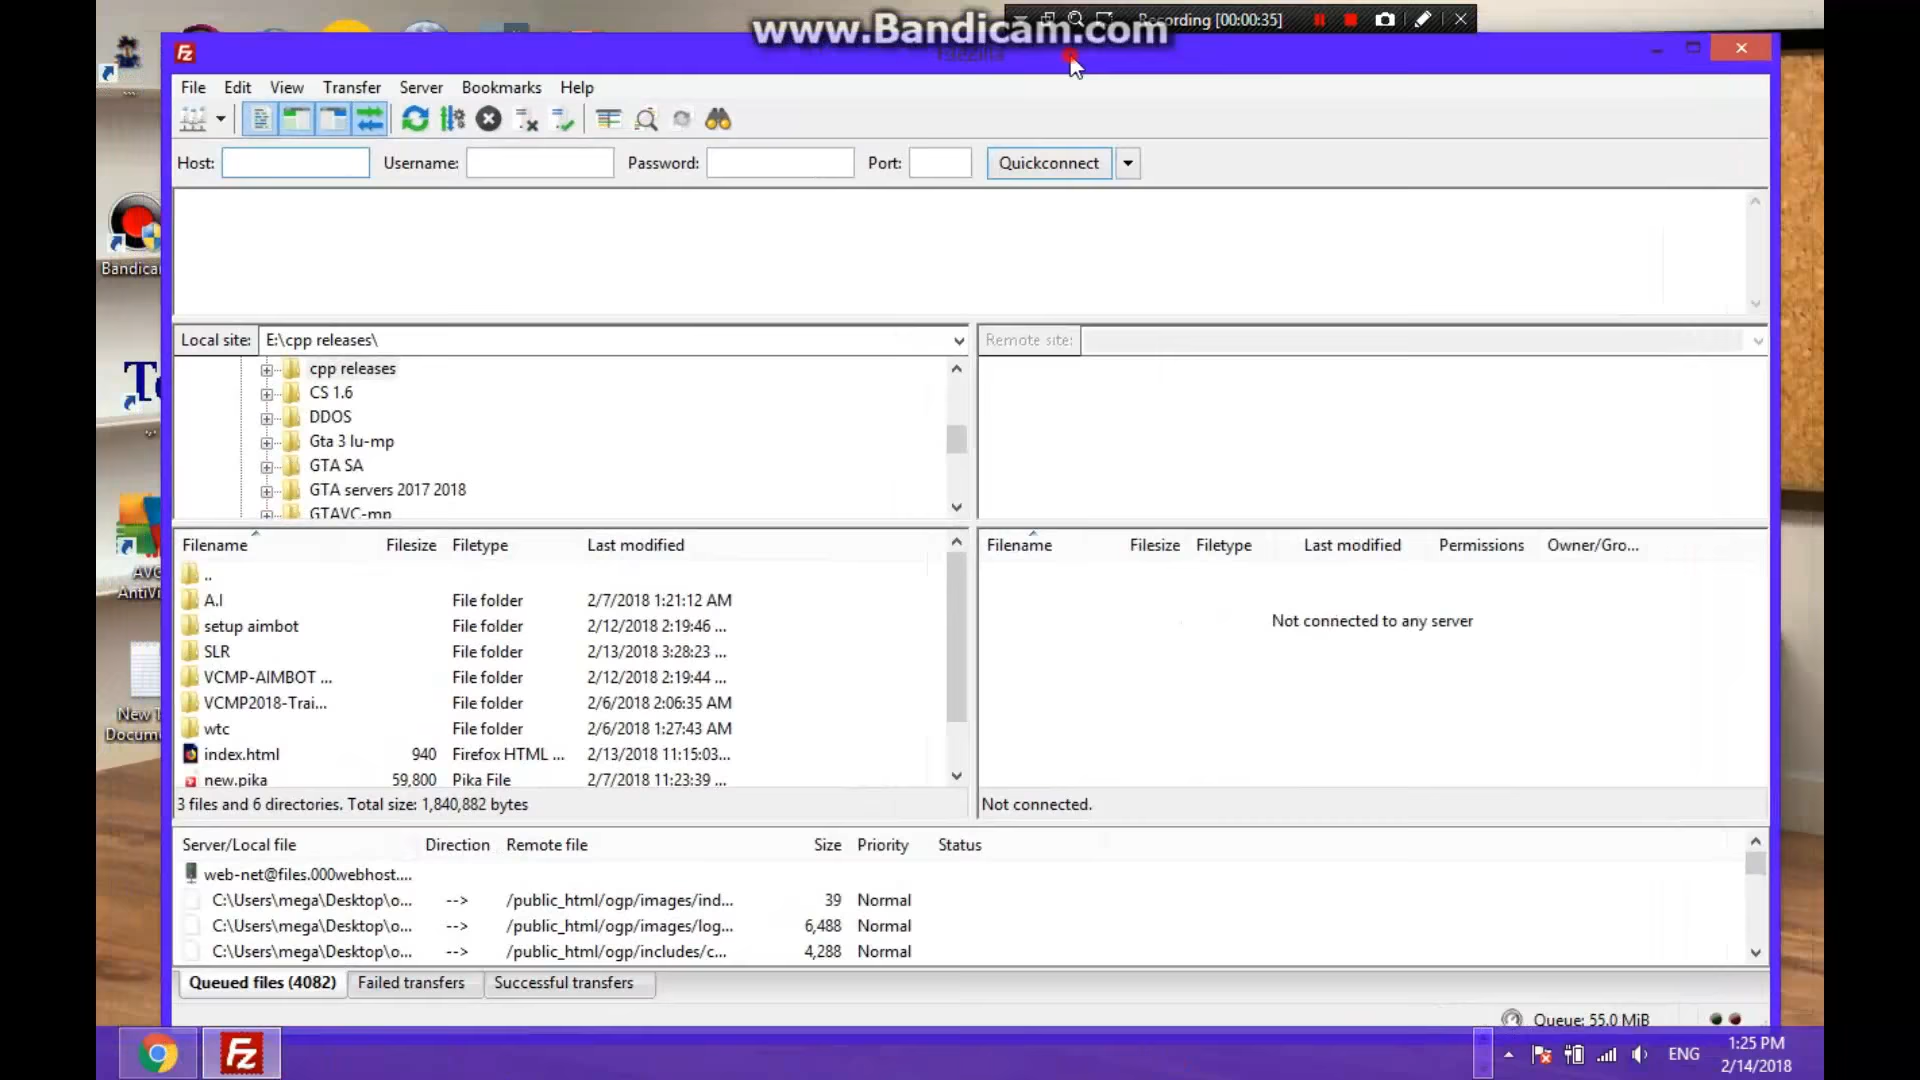 www.Bandicam.com
Recording [00:00:35]
File Edit View Transfer Server Bookmarks Help
Host: Username: Password: Port: Quickconnect
Bandica
Local site: E:\cpp releases\
Remote site:
cpp releases
CS 1.6
DDOS
Gta 3 lu-mp
GTA SA
GTA servers 2017 2018
GTAVC-mp
Filename Filesize Filetype Last modified
Filename Filesize Filetype Last modified Permissions Owner/Gro...
..
A.I File folder 2/7/2018 1:21:12 AM
setup aimbot File folder 2/12/2018 2:19:46 ...
SLR File folder 2/13/2018 3:28:23 ...
VCMP-AIMBOT ... File folder 2/12/2018 2:19:44 ...
VCMP2018-Trai... File folder 2/6/2018 2:06:35 AM
wtc File folder 2/6/2018 1:27:43 AM
index.html 940 Firefox HTML ... 2/13/2018 11:15:03...
new.pika 59,800 Pika File 2/7/2018 11:23:39 ...
Not connected to any server
AVG
AntiVi
New T
Docum
3 files and 6 directories. Total size: 1,840,882 bytes
Not connected.
Server/Local file Direction Remote file Size Priority Status
web-net@files.000webhost....
C:\Users\mega\Desktop\o... --> /public_html/ogp/images/ind... 39 Normal
C:\Users\mega\Desktop\o... --> /public_html/ogp/images/log... 6,488 Normal
C:\Users\mega\Desktop\o... --> /public_html/ogp/includes/c... 4,288 Normal
Queued files (4082) Failed transfers Successful transfers
Queue: 55.0 MiB
ENG
1:25 PM
2/14/2018